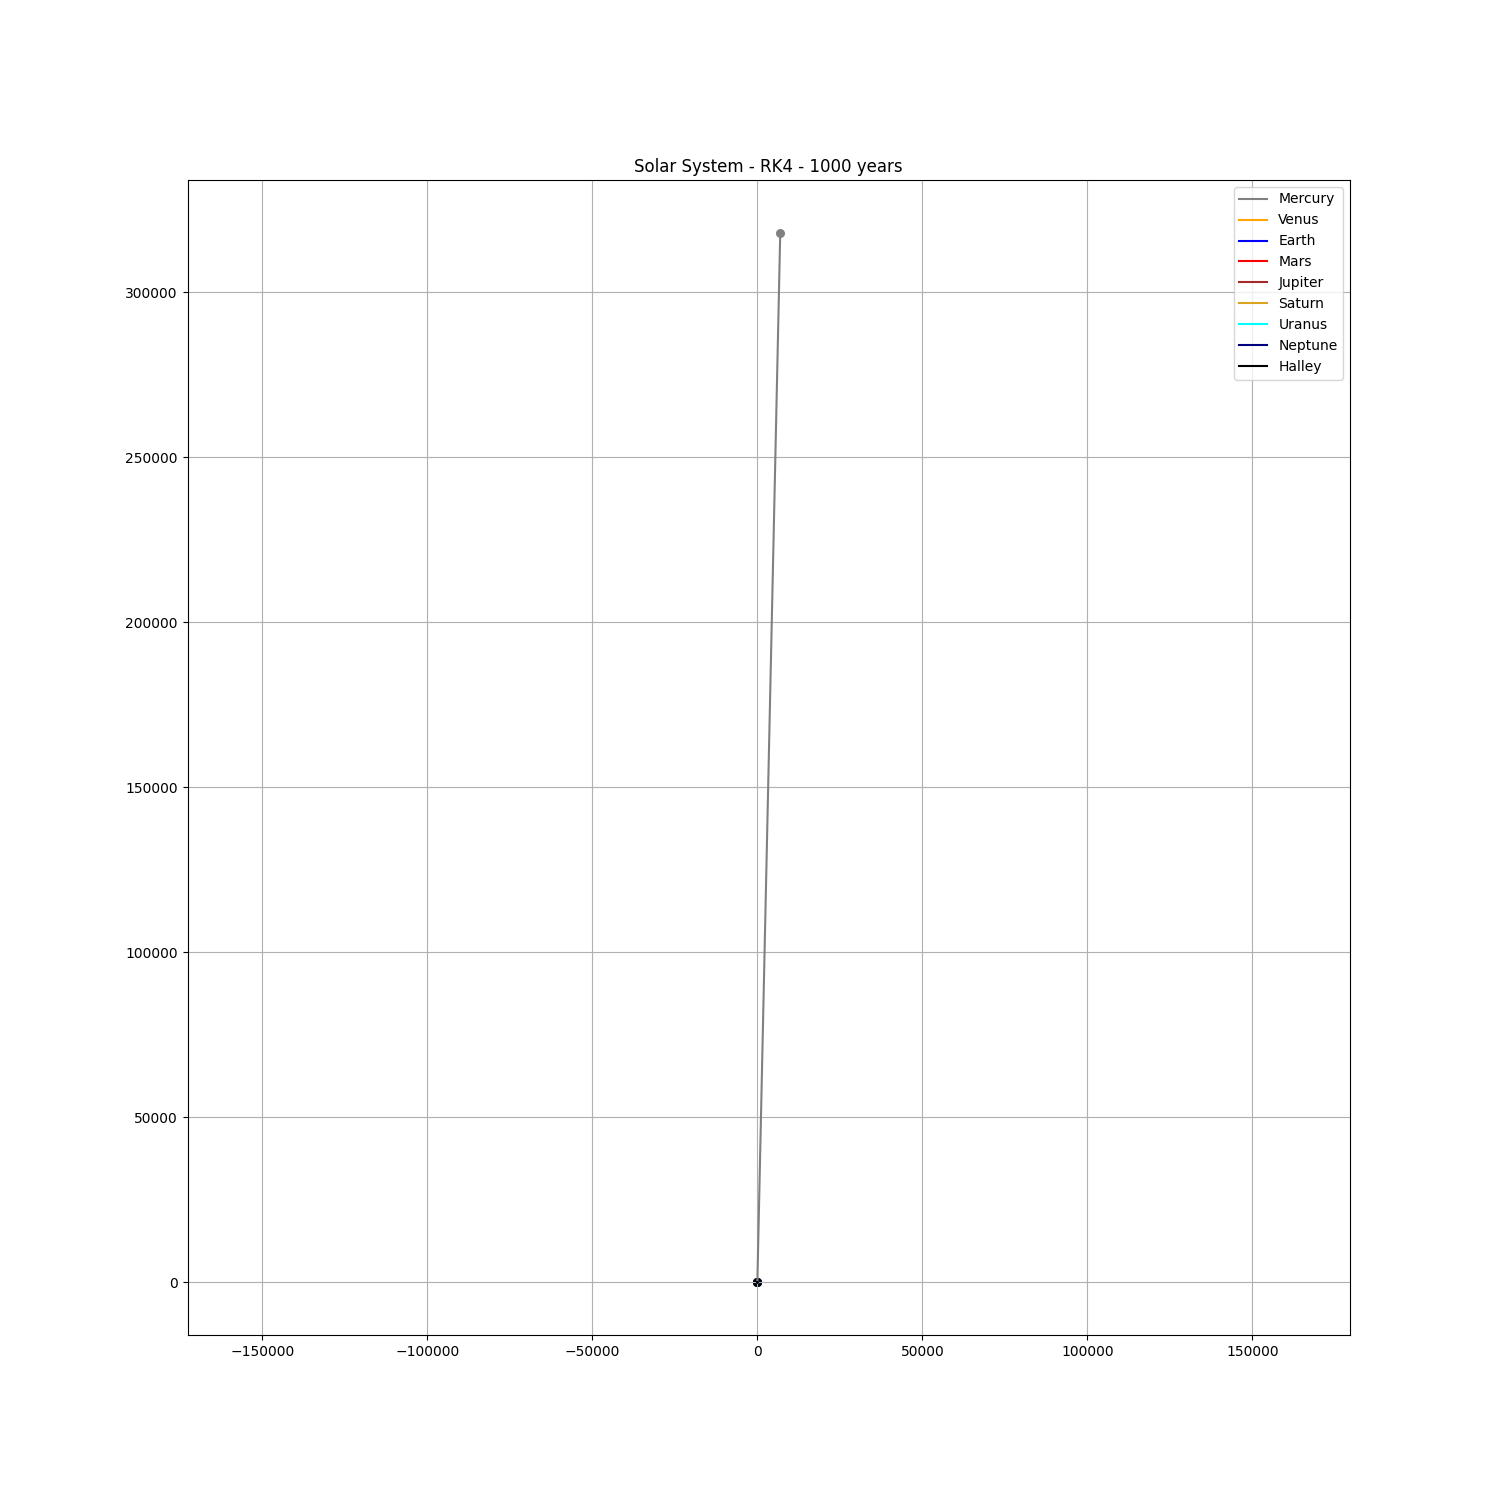 Solar System - RK4 - 1000 years
Mercury
Venus
Earth
Mars
Jupiter
Saturn
Uranus
Neptune
Halley
300000
250000
200000
150000
100000
50000
0
−150000 −100000 −50000 0 50000 100000 150000